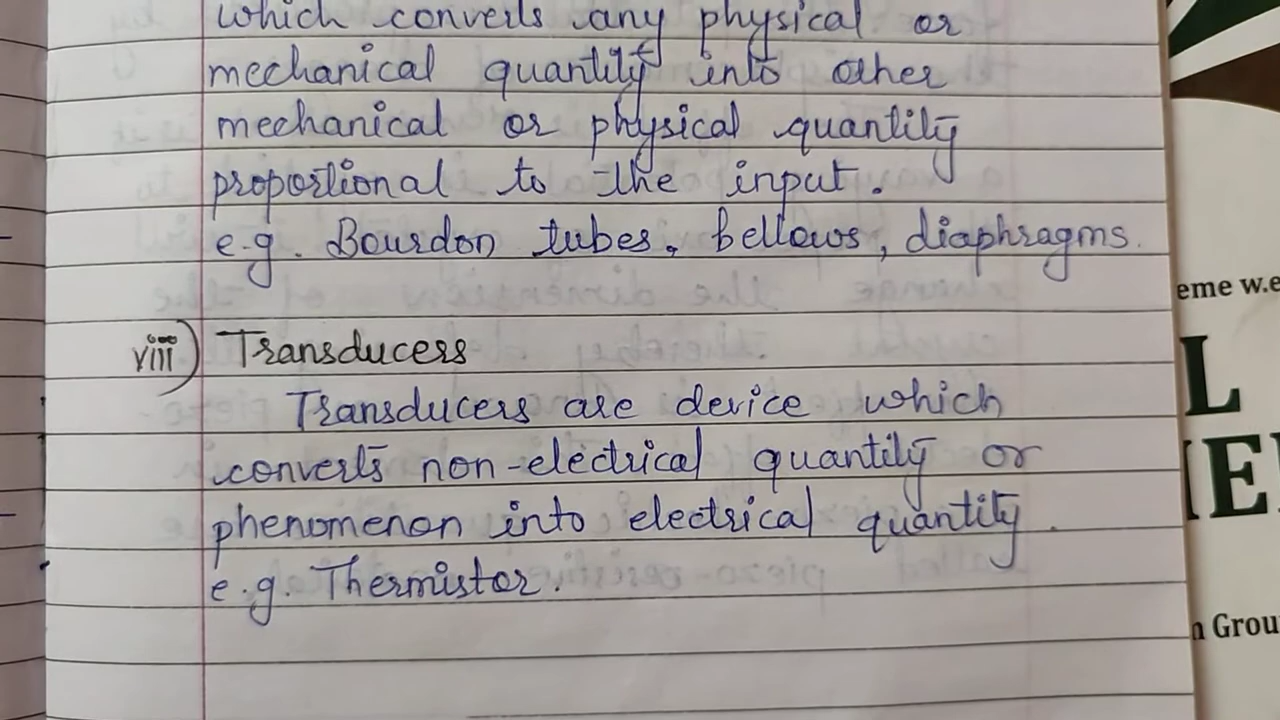 which converts any physical or
mechanical quantity into other
mechanical or physical quantity
proportional to the input.
e.g. Bourdon tubes, bellows, diaphragms.
viii) Transducers
Transducers are device which
converts non-electrical quantity or
phenomenon into electrical quantity.
e.g. Thermistor.
eme w.e
L
IE
n Grou